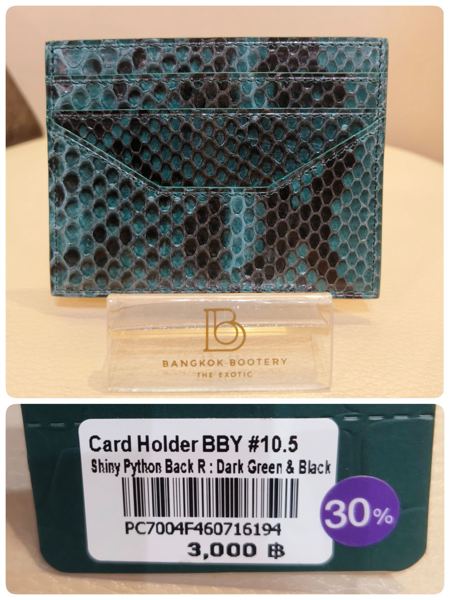 B
BANGKOK BOOTERY
THE EXOTIC
Card Holder BBY #10.5
Shiny Python Back R : Dark Green & Black
PC7004F460716194
3,000 ฿
30%